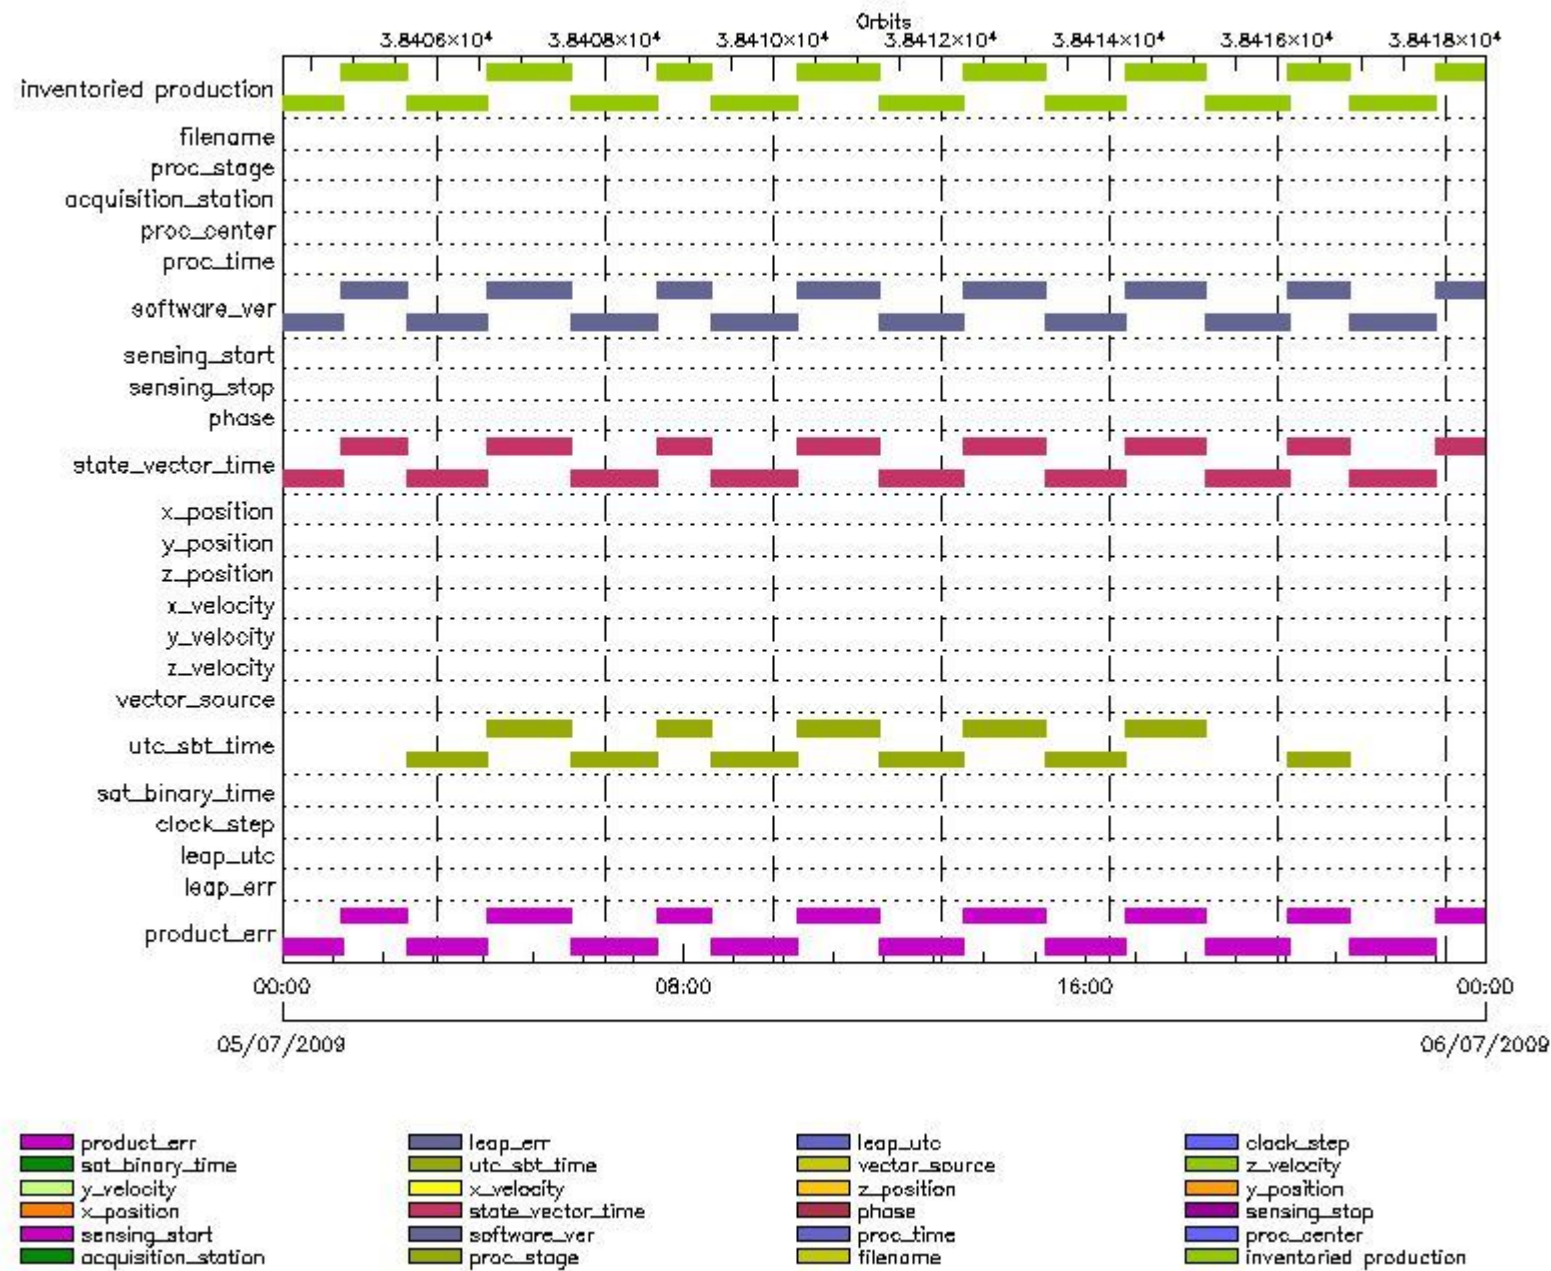 Orbits
3.8406×10⁴ 3.8408×10⁴ 3.8410×10⁴ 3.8412×10⁴ 3.8414×10⁴ 3.8416×10⁴ 3.8418×10⁴
inventoried production
filename
proc_stage
acquisition_station
proc_center
proc_time
software_ver
sensing_start
sensing_stop
phase
state_vector_time
x_position
y_position
z_position
x_velocity
y_velocity
z_velocity
vector_source
utc_sbt_time
sat_binary_time
clock_step
leap_utc
leap_err
product_err
00:00 08:00 16:00 00:00
05/07/2009 06/07/2009
product_err leap_err leap_utc clock_step
sat_binary_time utc_sbt_time vector_source z_velocity
y_velocity x_velocity z_position y_position
x_position state_vector_time phase sensing_stop
sensing_start software_ver proc_time proc_center
acquisition_station proc_stage filename inventoried production